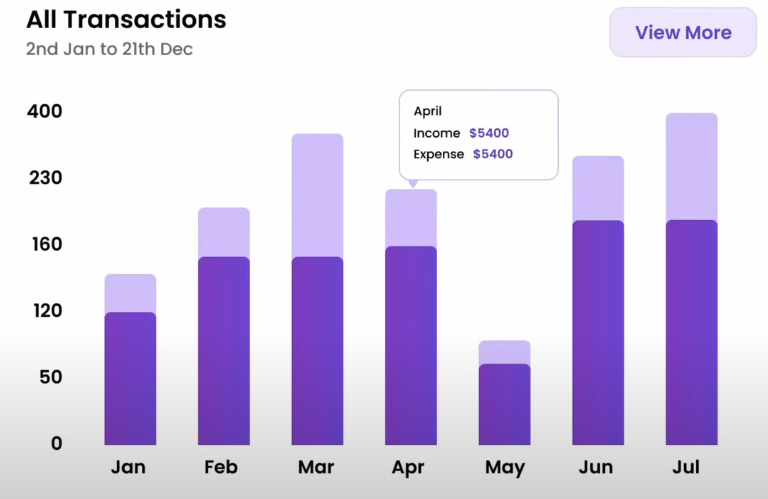 All Transactions
2nd Jan to 21th Dec
View More
400
230
160
120
50
0
April
Income $5400
Expense $5400
Jan Feb Mar Apr May Jun Jul